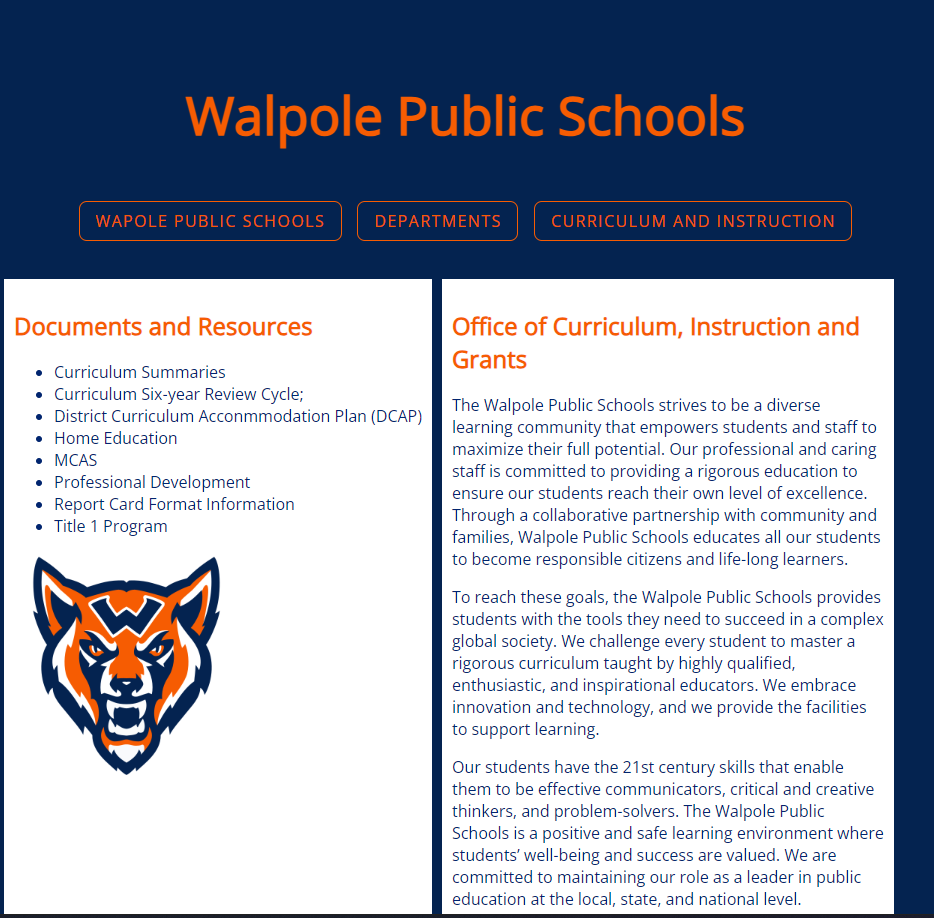 Walpole Public Schools
WAPOLE PUBLIC SCHOOLS
DEPARTMENTS
CURRICULUM AND INSTRUCTION
Documents and Resources
Curriculum Summaries
Curriculum Six-year Review Cycle;
District Curriculum Acconmmodation Plan (DCAP)
Home Education
MCAS
Professional Development
Report Card Format Information
Title 1 Program
W
Office of Curriculum, Instruction and
Grants
The Walpole Public Schools strives to be a diverse
learning community that empowers students and staff to
maximize their full potential. Our professional and caring
staff is committed to providing a rigorous education to
ensure our students reach their own level of excellence.
Through a collaborative partnership with community and
families, Walpole Public Schools educates all our students
to become responsible citizens and life-long learners.
To reach these goals, the Walpole Public Schools provides
students with the tools they need to succeed in a complex
global society. We challenge every student to master a
rigorous curriculum taught by highly qualified,
enthusiastic, and inspirational educators. We embrace
innovation and technology, and we provide the facilities
to support learning.
Our students have the 21st century skills that enable
them to be effective communicators, critical and creative
thinkers, and problem-solvers. The Walpole Public
Schools is a positive and safe learning environment where
students’ well-being and success are valued. We are
committed to maintaining our role as a leader in public
education at the local, state, and national level.